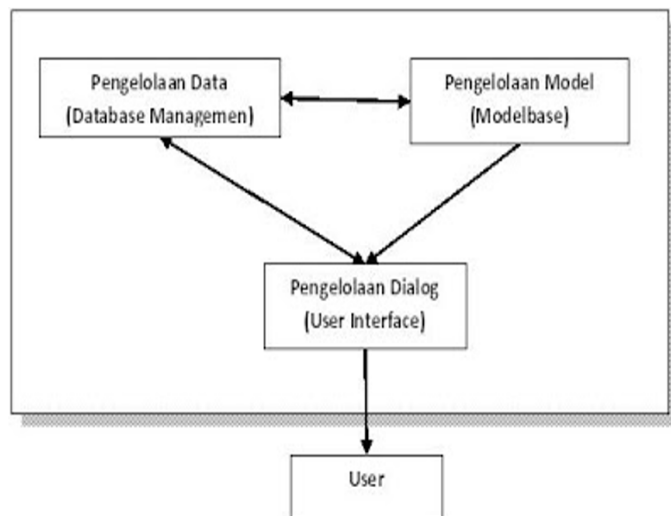 Pengelolaan Data
(Database Managemen)
Pengelolaan Model
(Modelbase)
Pengelolaan Dialog
(User Interface)
User